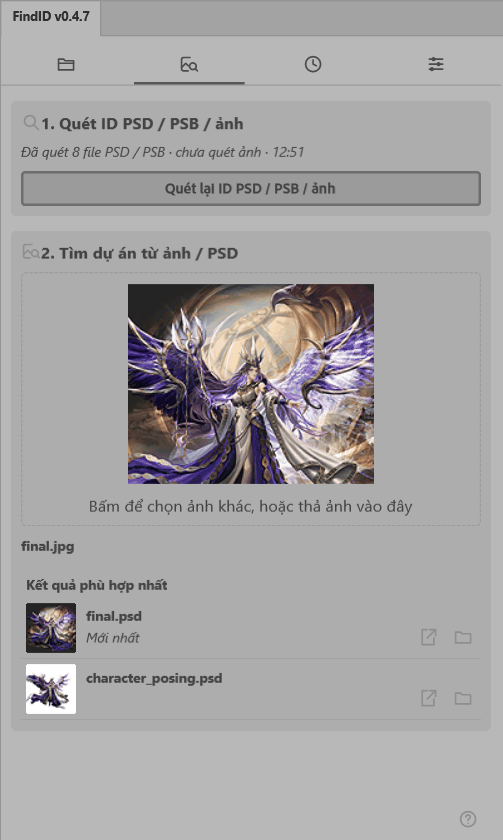 FindID v0.4.7
1. Quét ID PSD / PSB / ảnh
Đã quét 8 file PSD / PSB · chưa quét ảnh · 12:51
Quét lại ID PSD / PSB / ảnh
2. Tìm dự án từ ảnh / PSD
Bấm để chọn ảnh khác, hoặc thả ảnh vào đây
final.jpg
Kết quả phù hợp nhất
final.psd
Mới nhất
character_posing.psd